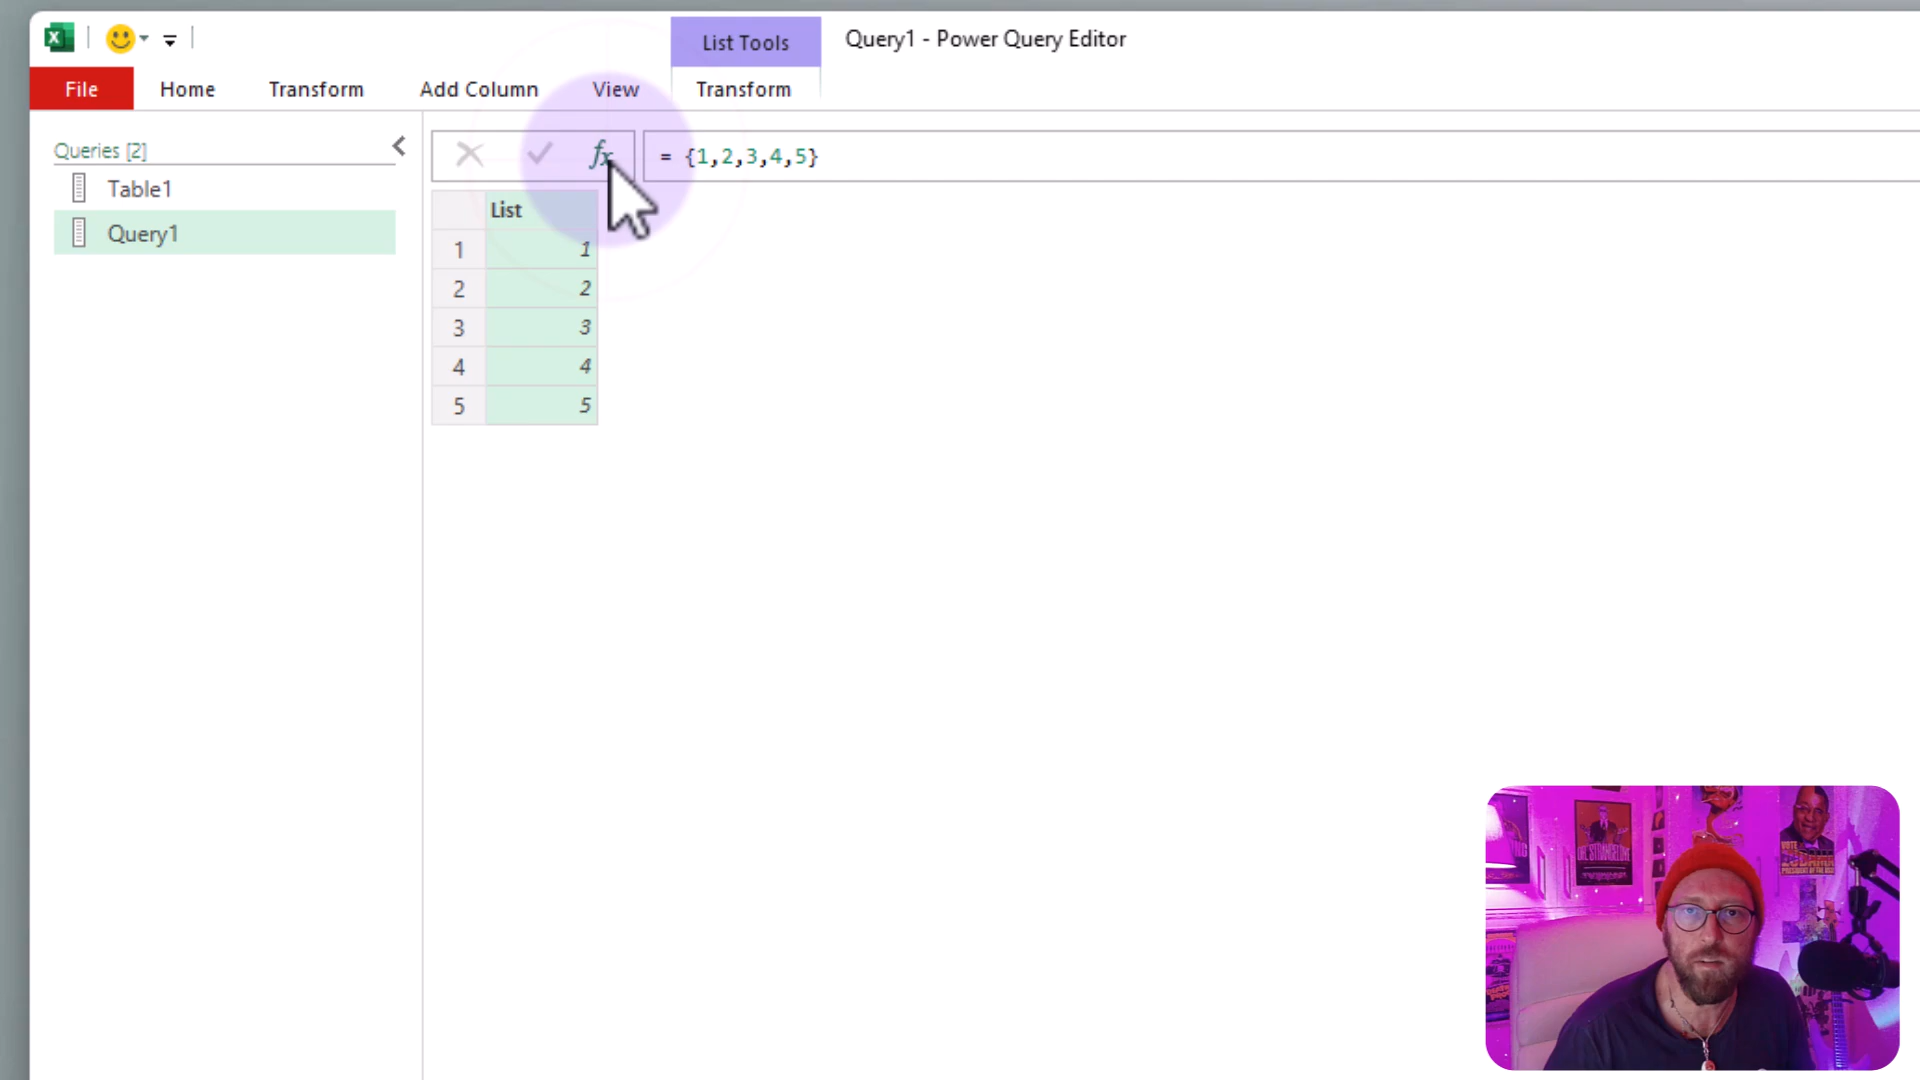 List Tools
Query1 - Power Query Editor
File
Home
Transform
Add Column
View
Transform
Queries [2]
Table1
Query1
fx
= {1,2,3,4,5}
List
1 1
2 2
3 3
4 4
5 5
VOTE